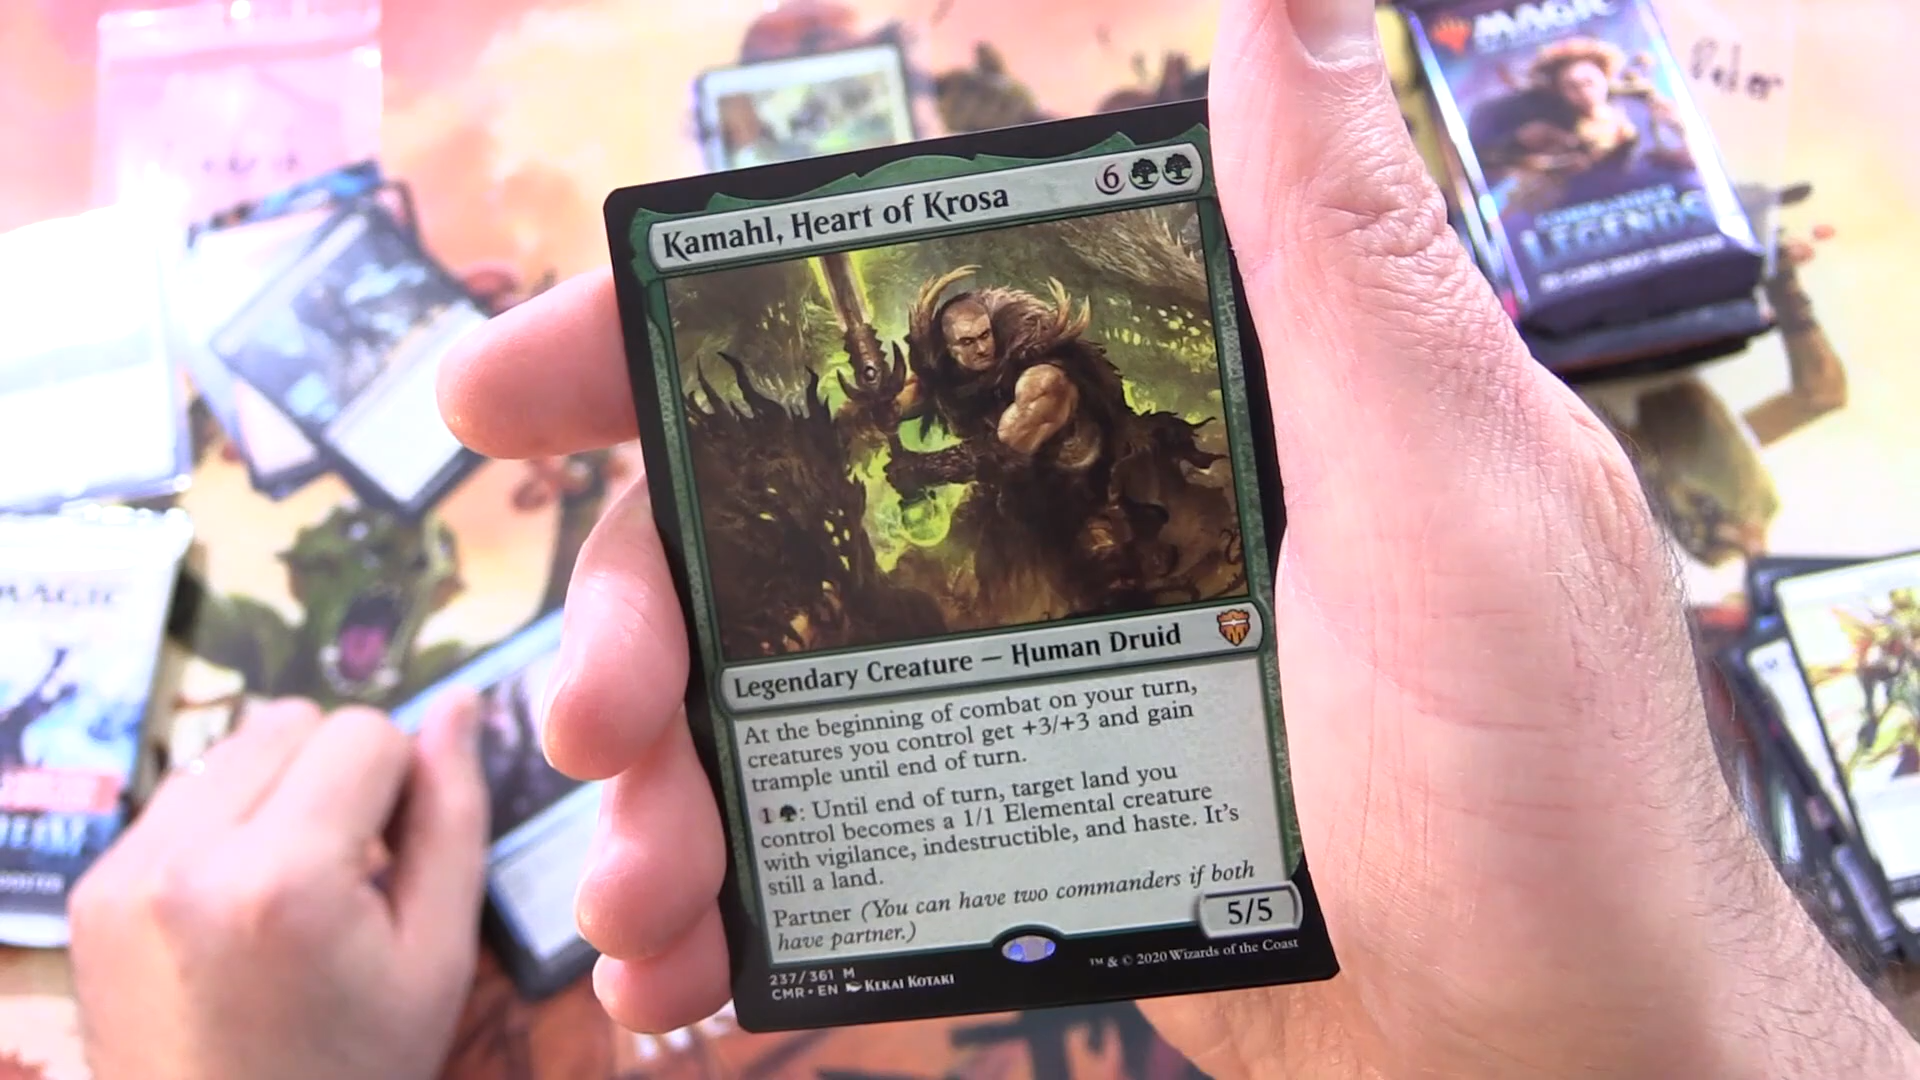 MAGIC
Kamahl, Heart of Krosa
6
COMMANDER
LEGENDS
Legendary Creature — Human Druid
At the beginning of combat on your turn,
creatures you control get +3/+3 and gain
trample until end of turn.
1 : Until end of turn, target land you
control becomes a 1/1 Elemental creature
with vigilance, indestructible, and haste. It's
still a land.
Partner (You can have two commanders if both
have partner.)
5/5
237/361 M
CMR • EN KEKAI KOTAKI
™ & © 2020 Wizards of the Coast
MAGIC